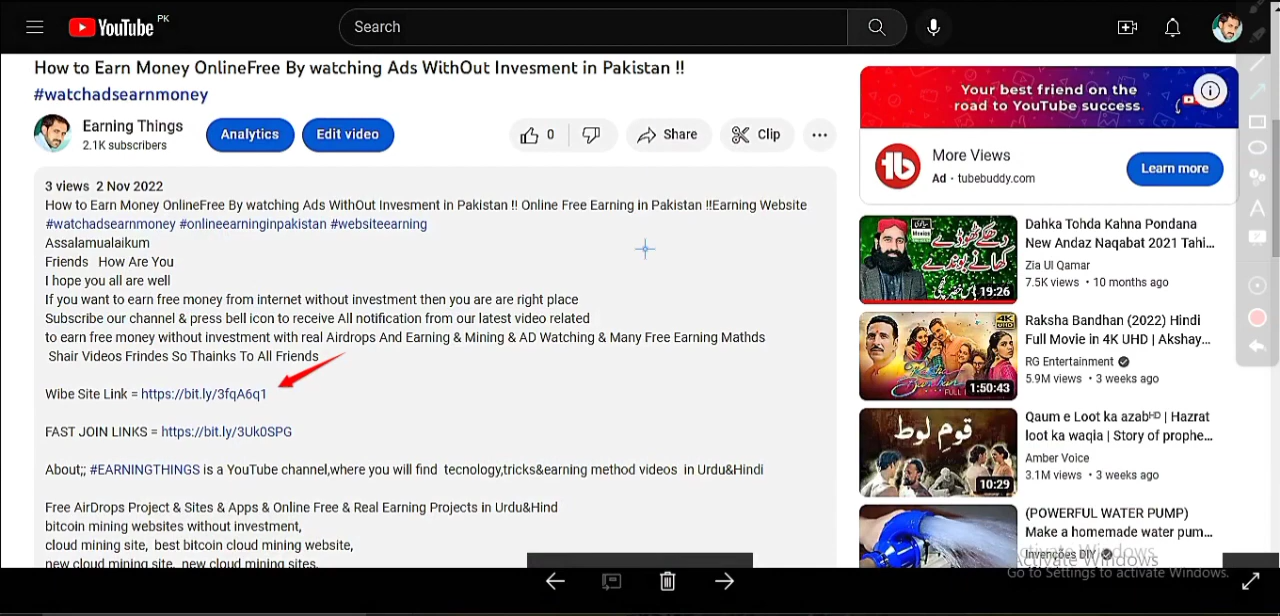 YouTube PK
Search
How to Earn Money OnlineFree By watching Ads WithOut Invesment in Pakistan !!
#watchadsearnmoney
Earning Things
2.1K subscribers
Analytics
Edit video
0
Share
Clip
3 views 2 Nov 2022
How to Earn Money OnlineFree By watching Ads WithOut Invesment in Pakistan !! Online Free Earning in Pakistan !!Earning Website
#watchadsearnmoney #onlineearninginpakistan #websiteearning
Assalamualaikum
Friends How Are You
I hope you all are well
If you want to earn free money from internet without investment then you are are right place
Subscribe our channel & press bell icon to receive All notification from our latest video related
to earn free money without investment with real Airdrops And Earning & Mining & AD Watching & Many Free Earning Mathds
Shair Videos Frindes So Thainks To All Friends
Wibe Site Link = https://bit.ly/3fqA6q1
FAST JOIN LINKS = https://bit.ly/3Uk0SPG
About;; #EARNINGTHINGS is a YouTube channel,where you will find tecnology,tricks&earning method videos in Urdu&Hindi
Free AirDrops Project & Sites & Apps & Online Free & Real Earning Projects in Urdu&Hind
bitcoin mining websites without investment,
cloud mining site, best bitcoin cloud mining website,
new cloud mining site, new cloud mining sites,
Your best friend on the
road to YouTube success
More Views
Ad · tubebuddy.com
Learn more
19:26
Dahka Tohda Kahna Pondana
New Andaz Naqabat 2021 Tahi...
Zia Ul Qamar
7.5K views • 10 months ago
4K
UHD
1:50:43
Raksha Bandhan (2022) Hindi
Full Movie in 4K UHD | Akshay...
RG Entertainment
5.9M views • 3 weeks ago
قومِ لوط
10:29
Qaum e Loot ka azabᴴᴰ | Hazrat
loot ka waqia | Story of prophe...
Amber Voice
3.1M views • 3 weeks ago
(POWERFUL WATER PUMP)
Make a homemade water pum...
Invenções DIY
Activate Windows
Go to Settings to activate Windows.